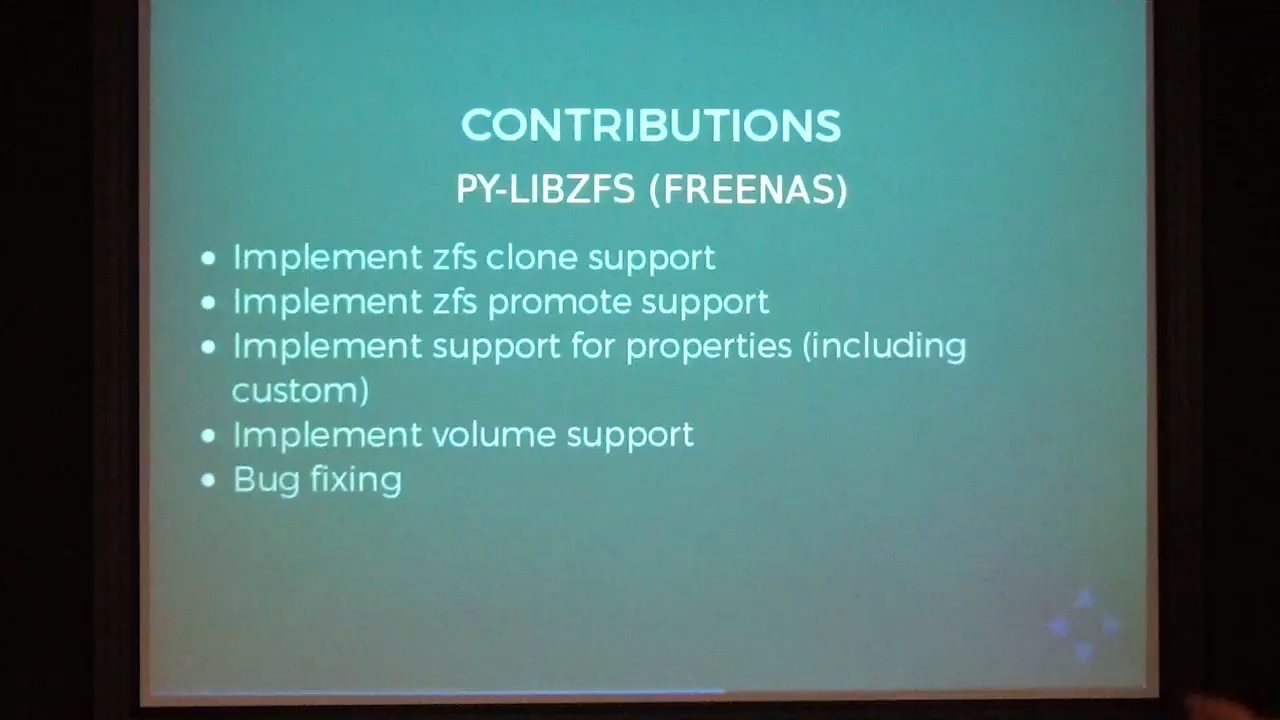 CONTRIBUTIONS
PY-LIBZFS (FREENAS)
Implement zfs clone support
Implement zfs promote support
Implement support for properties (including
custom)
Implement volume support
Bug fixing